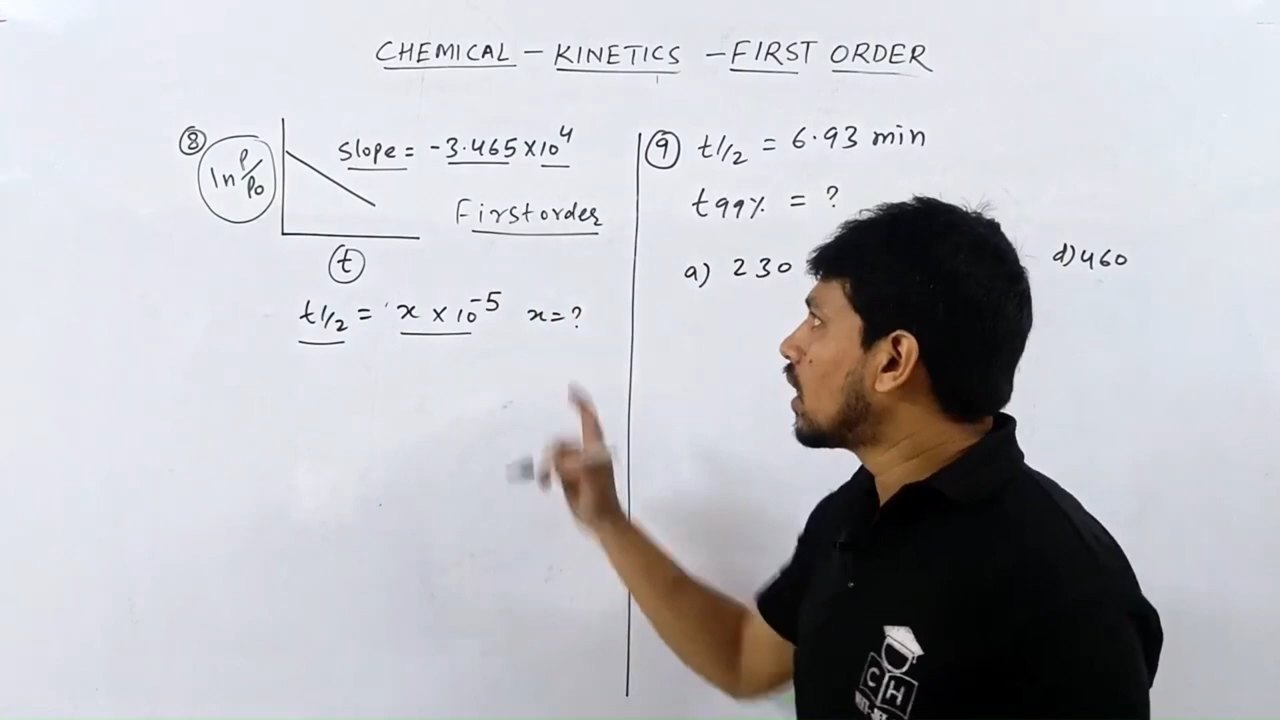 CHEMICAL - KINETICS - FIRST ORDER
⑧ ln P/P0
slope = -3.465 × 10⁴
First order
t
t1/2 = x × 10⁻⁵ x = ?
⑨ t1/2 = 6.93 min
t99% = ?
a) 230 d) 460
C H